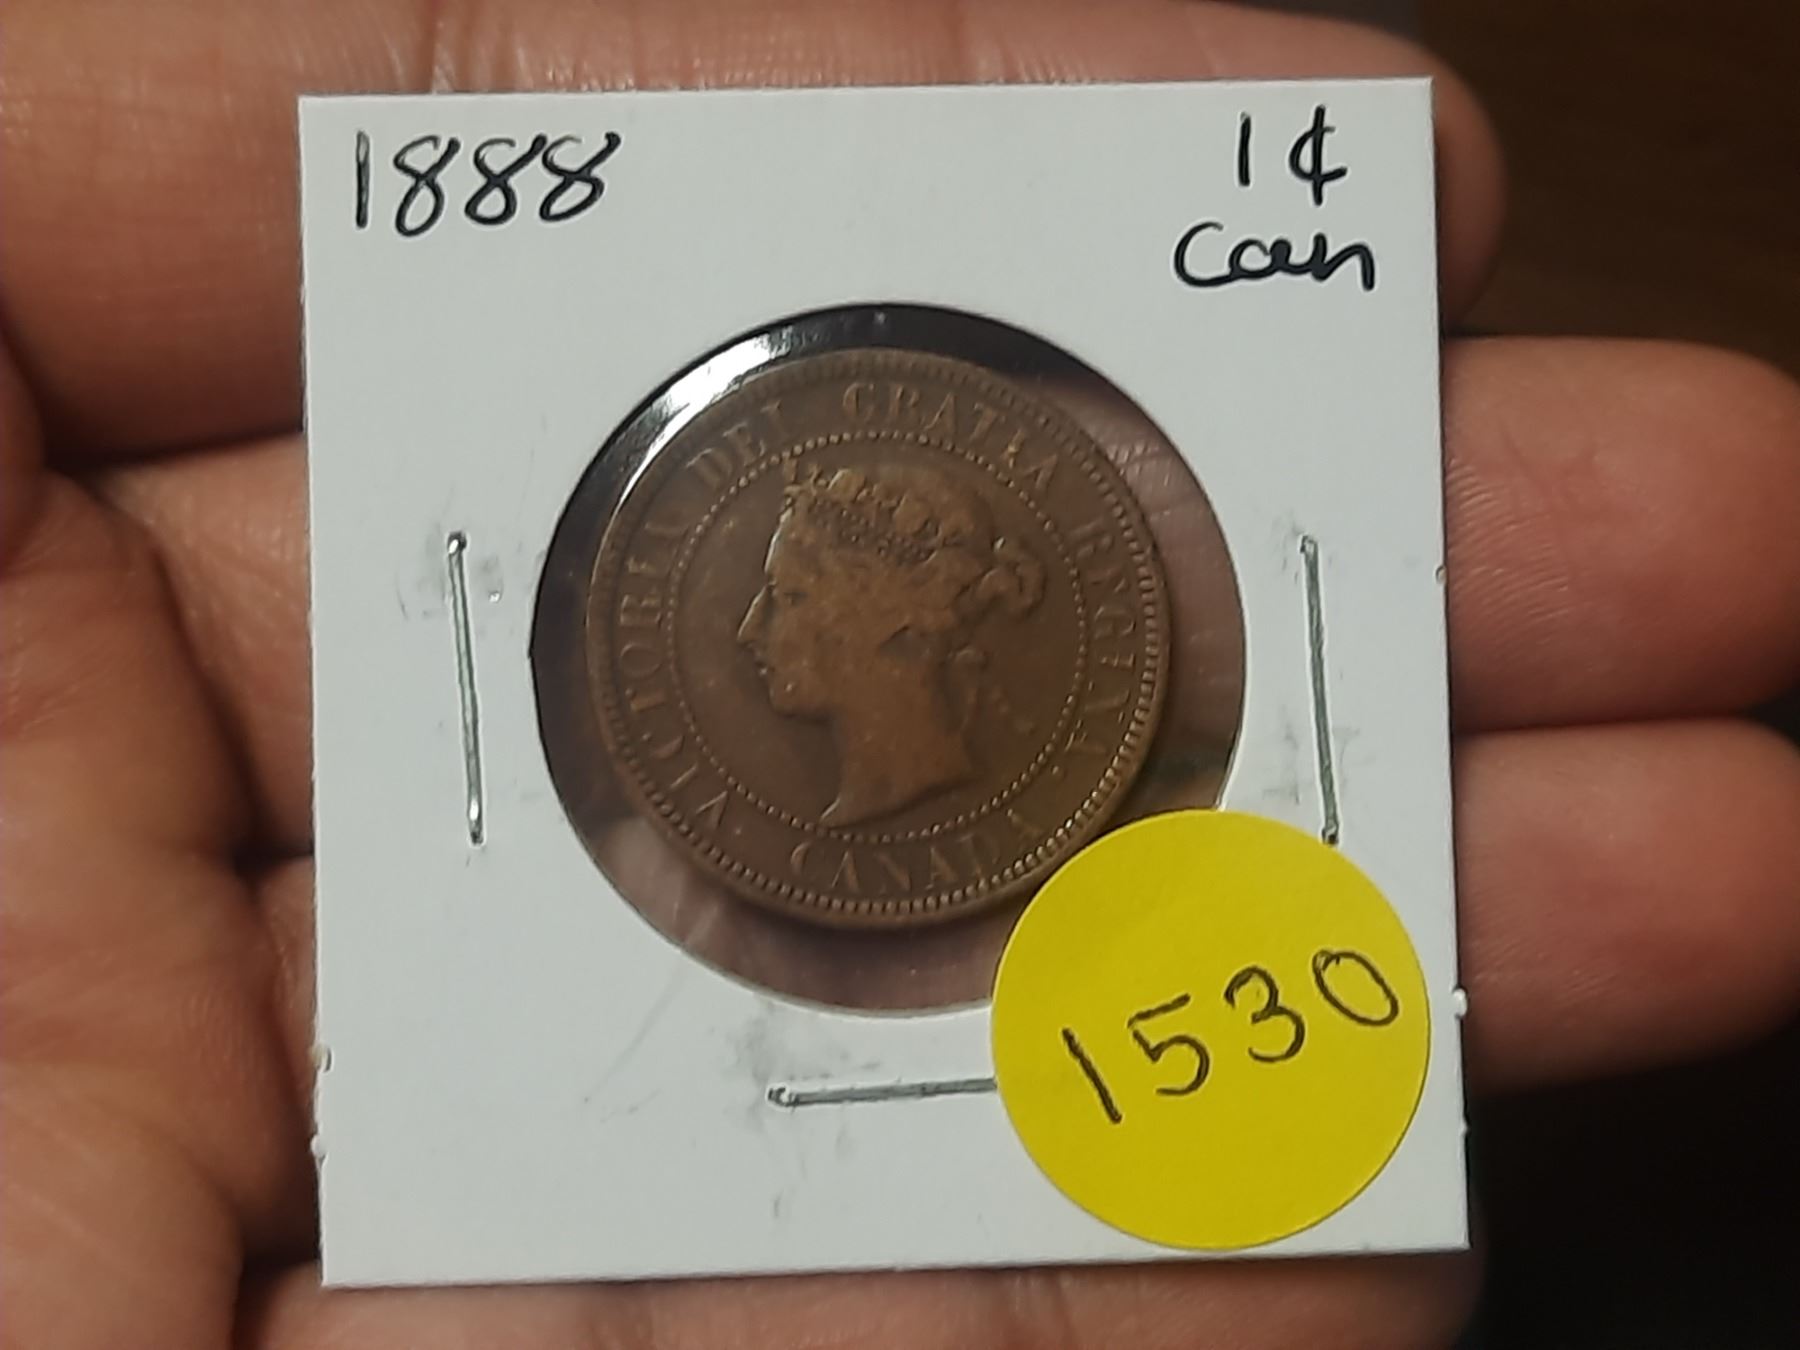 1888
1¢
Can
VICTORIA DEI GRATIA REGINA.
CANADA
1530